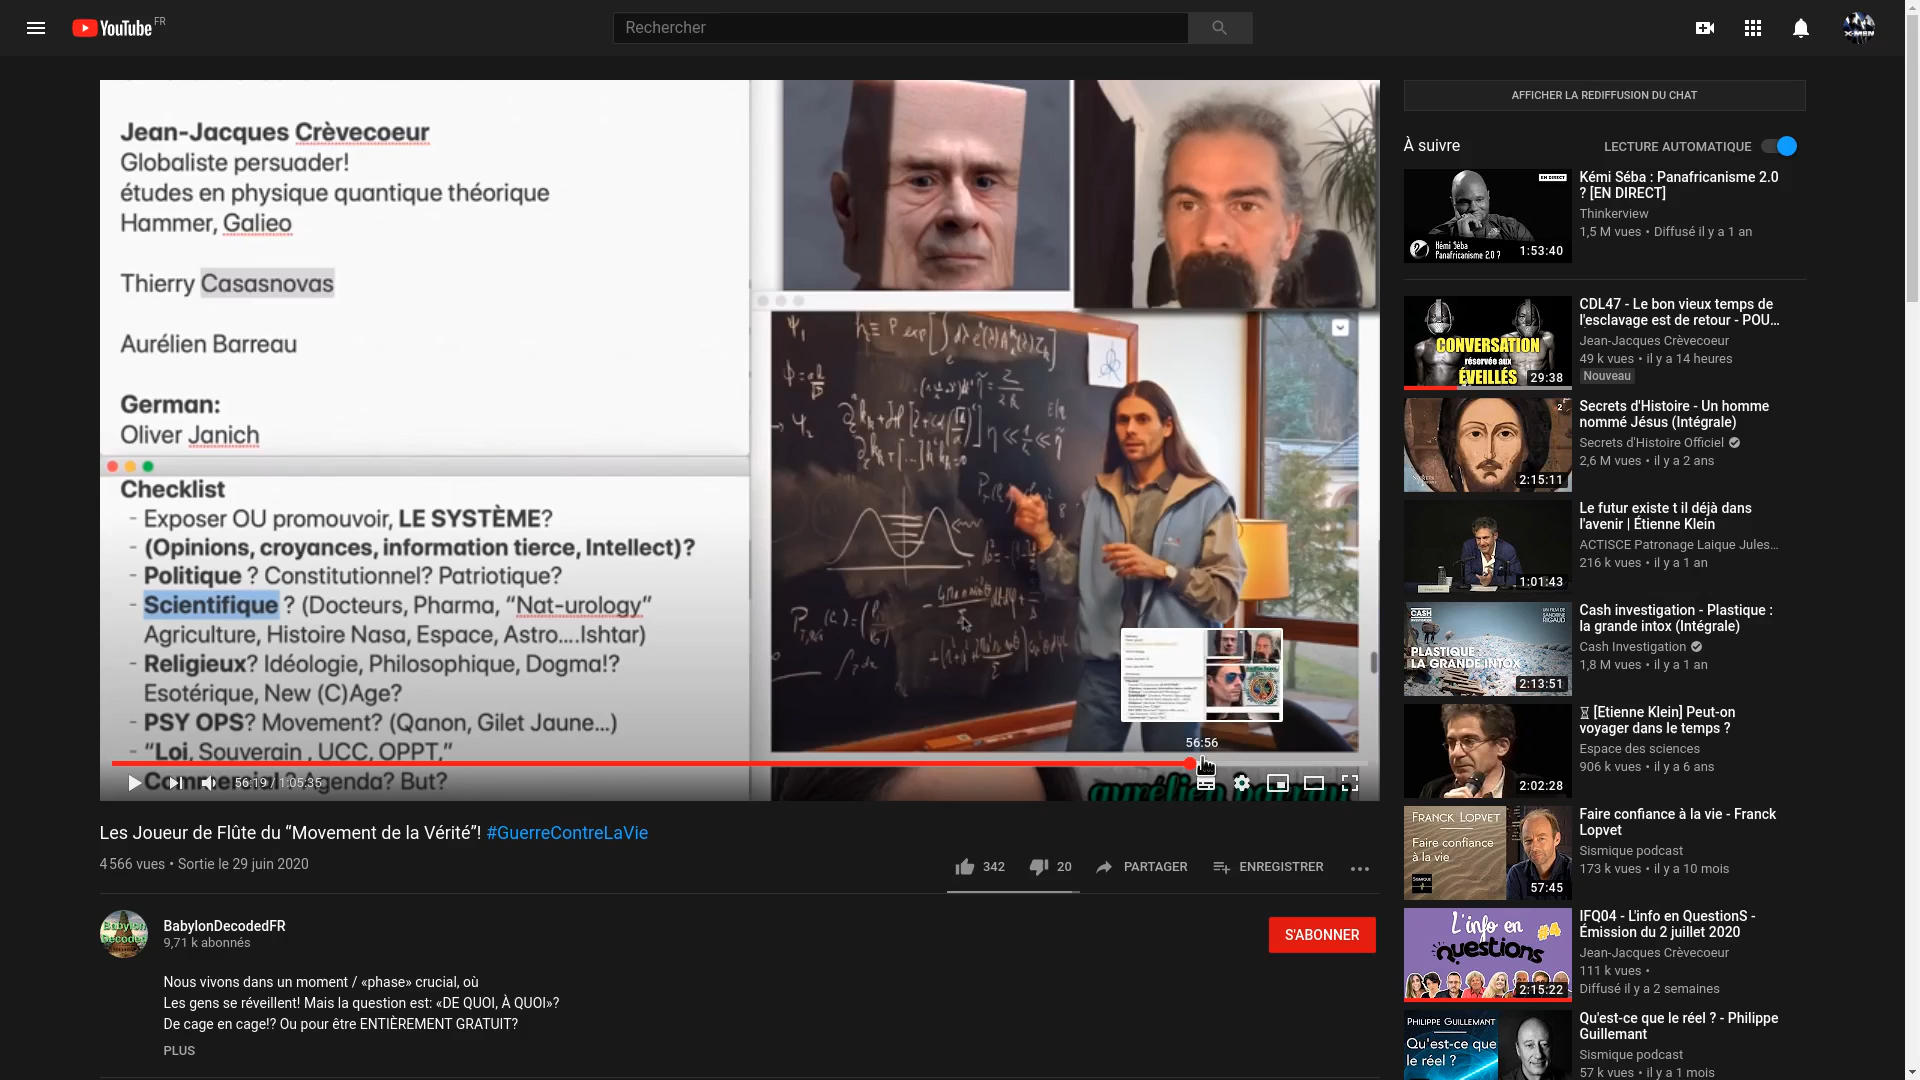 YouTube FR
Rechercher
Jean-Jacques Crèvecoeur
Globaliste persuader!
études en physique quantique théorique
Hammer, Galieo
Thierry Casasnovas
Aurélien Barreau
German:
Oliver Janich
Checklist
- Exposer OU promouvoir, LE SYSTÈME?
- (Opinions, croyances, information tierce, Intellect)?
- Politique ? Constitutionnel? Patriotique?
- Scientifique ? (Docteurs, Pharma, “Nat-urology”
Agriculture, Histoire Nasa, Espace, Astro....Ishtar)
- Religieux? Idéologie, Philosophique, Dogma!?
Esotérique, New (C)Age?
- PSY OPS? Movement? (Qanon, Gilet Jaune...)
- “Loi, Souverain , UCC, OPPT,”
- Commercial ? Agenda? But?
56:56
56:19 / 1:05:35
Les Joueur de Flûte du “Movement de la Vérité”! #GuerreContreLaVie
4 566 vues • Sortie le 29 juin 2020
342
20
PARTAGER
ENREGISTRER
BabylonDecodedFR
9,71 k abonnés
S'ABONNER
Nous vivons dans un moment / «phase» crucial, où
Les gens se réveillent! Mais la question est: «DE QUOI, À QUOI»?
De cage en cage!? Ou pour être ENTIÈREMENT GRATUIT?
PLUS
AFFICHER LA REDIFFUSION DU CHAT
À suivre
LECTURE AUTOMATIQUE
EN DIRECT
Kémi Séba
Panafricanisme 2.0 ?
1:53:40
Kémi Séba : Panafricanisme 2.0
? [EN DIRECT]
Thinkerview
1,5 M vues • Diffusé il y a 1 an
CONVERSATION
réservée aux
ÉVEILLÉS
29:38
CDL47 - Le bon vieux temps de
l'esclavage est de retour - POU...
Jean-Jacques Crèvecoeur
49 k vues • il y a 14 heures
Nouveau
2:15:11
Secrets d'Histoire - Un homme
nommé Jésus (Intégrale)
Secrets d'Histoire Officiel
2,6 M vues • il y a 2 ans
1:01:43
Le futur existe t il déjà dans
l'avenir | Étienne Klein
ACTISCE Patronage Laique Jules...
216 k vues • il y a 1 an
CASH
PLASTIQUE :
LA GRANDE INTOX
2:13:51
Cash investigation - Plastique :
la grande intox (Intégrale)
Cash Investigation
1,8 M vues • il y a 1 an
2:02:28
⌛ [Etienne Klein] Peut-on
voyager dans le temps ?
Espace des sciences
906 k vues • il y a 6 ans
FRANCK LOPVET
Faire confiance
à la vie
57:45
Faire confiance à la vie - Franck
Lopvet
Sismique podcast
173 k vues • il y a 10 mois
L'info en
questions
#4
2:15:22
IFQ04 - L'info en QuestionS -
Émission du 2 juillet 2020
Jean-Jacques Crèvecoeur
111 k vues •
Diffusé il y a 2 semaines
PHILIPPE GUILLEMANT
Qu'est-ce que
le réel ?
Qu'est-ce que le réel ? - Philippe
Guillemant
Sismique podcast
57 k vues • il y a 1 mois